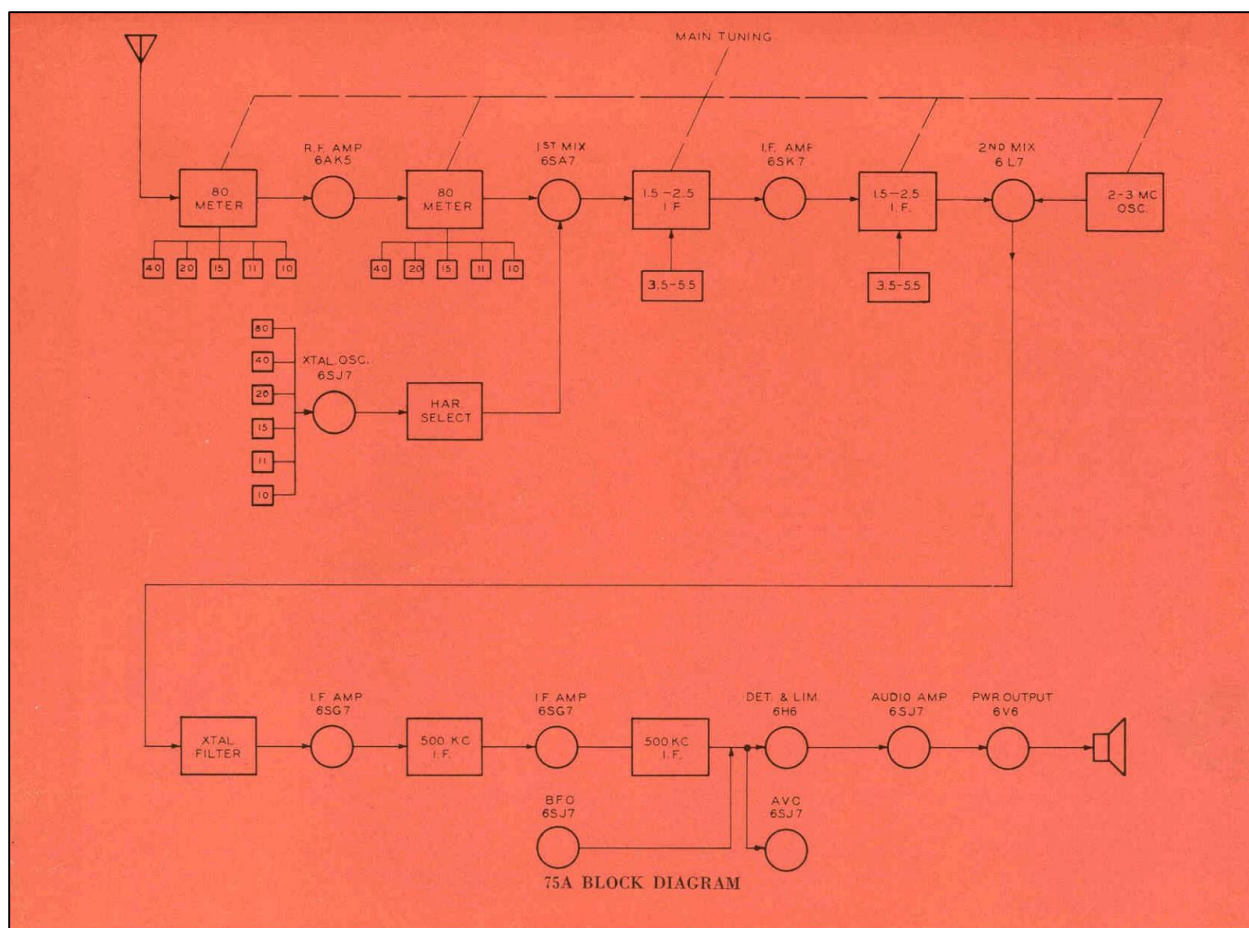 MAIN TUNING
R.F. AMP
6AK5
1ST MIX
6SA7
I.F. AMP
6SK7
2ND MIX
6L7
80
METER
80
METER
1.5-2.5
I.F.
1.5-2.5
I.F.
2-3 MC
OSC.
40 20 15 11 10
40 20 15 11 10
3.5-5.5
3.5-5.5
80
40
20
15
11
10
XTAL. OSC.
6SJ7
HAR
SELECT
I.F. AMP
6SG7
I.F. AMP
6SG7
DET. & LIM.
6H6
AUDIO AMP
6SJ7
PWR OUTPUT
6V6
XTAL
FILTER
500 KC
I.F.
500 KC
I.F.
BFO
6SJ7
AVC
6SJ7
75A BLOCK DIAGRAM